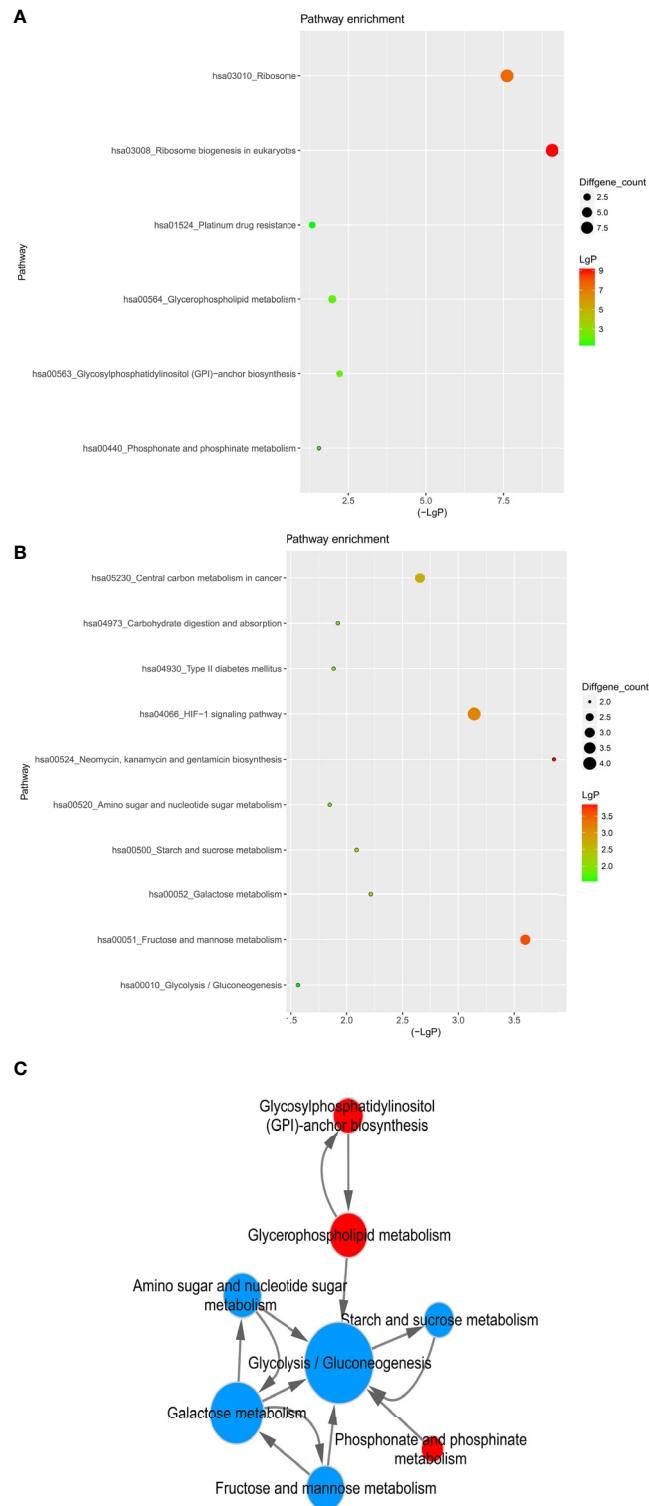 A
Pathway enrichment
hsa03010_Ribosome
hsa03008_Ribosome biogenesis in eukaryotes
hsa01524_Platinum drug resistance
hsa00564_Glycerophospholipid metabolism
hsa00563_Glycosylphosphatidylinositol (GPI)−anchor biosynthesis
hsa00440_Phosphonate and phosphinate metabolism
Pathway
2.5
5.0
7.5
(−LgP)
Diffgene_count
2.5
5.0
7.5
LgP
9
7
5
3
B
Pathway enrichment
hsa05230_Central carbon metabolism in cancer
hsa04973_Carbohydrate digestion and absorption
hsa04930_Type II diabetes mellitus
hsa04066_HIF−1 signaling pathway
hsa00524_Neomycin, kanamycin and gentamicin biosynthesis
hsa00520_Amino sugar and nucleotide sugar metabolism
hsa00500_Starch and sucrose metabolism
hsa00052_Galactose metabolism
hsa00051_Fructose and mannose metabolism
hsa00010_Glycolysis / Gluconeogenesis
Pathway
1.5
2.0
2.5
3.0
3.5
(−LgP)
Diffgene_count
2.0
2.5
3.0
3.5
4.0
LgP
3.5
3.0
2.5
2.0
C
Glycosylphosphatidylinositol
(GPI)-anchor biosynthesis
Glycerophospholipid metabolism
Amino sugar and nucleotide sugar
metabolism
Starch and sucrose metabolism
Glycolysis / Gluconeogenesis
Galactose metabolism
Phosphonate and phosphinate
metabolism
Fructose and mannose metabolism